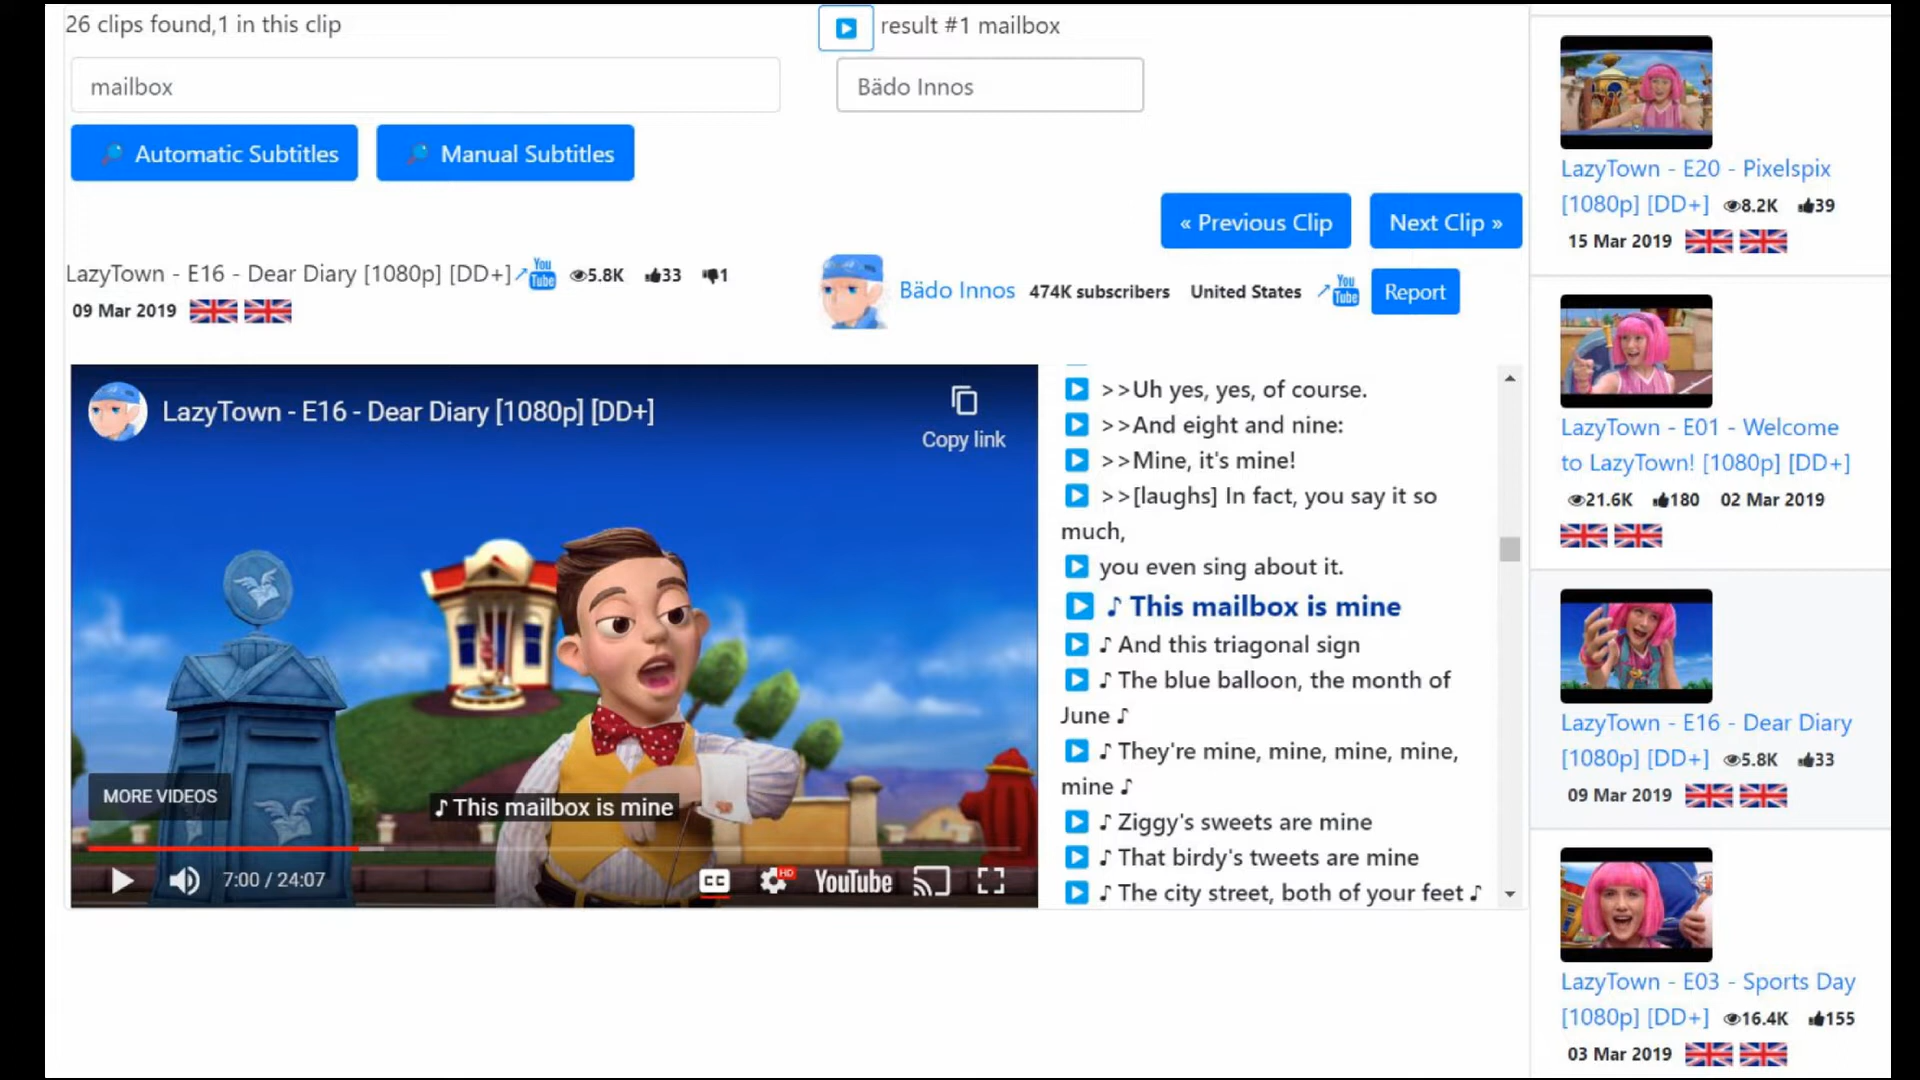 26 clips found,1 in this clip
result #1 mailbox
mailbox
Bädo Innos
Automatic Subtitles
Manual Subtitles
« Previous Clip
Next Clip »
LazyTown - E16 - Dear Diary [1080p] [DD+]
You
Tube
5.8K
33
1
09 Mar 2019
Bädo Innos
474K subscribers
United States
You
Tube
Report
LazyTown - E16 - Dear Diary [1080p] [DD+]
Copy link
MORE VIDEOS
♪ This mailbox is mine
7:00 / 24:07
CC
HD
YouTube
>>Uh yes, yes, of course.
>>And eight and nine:
>>Mine, it's mine!
>>[laughs] In fact, you say it so
much,
you even sing about it.
♪ This mailbox is mine
♪ And this triagonal sign
♪ The blue balloon, the month of
June ♪
♪ They're mine, mine, mine, mine,
mine ♪
♪ Ziggy's sweets are mine
♪ That birdy's tweets are mine
♪ The city street, both of your feet ♪
LazyTown - E20 - Pixelspix
[1080p] [DD+] 8.2K 39
15 Mar 2019
LazyTown - E01 - Welcome
to LazyTown! [1080p] [DD+]
21.6K 180 02 Mar 2019
LazyTown - E16 - Dear Diary
[1080p] [DD+] 5.8K 33
09 Mar 2019
LazyTown - E03 - Sports Day
[1080p] [DD+] 16.4K 155
03 Mar 2019